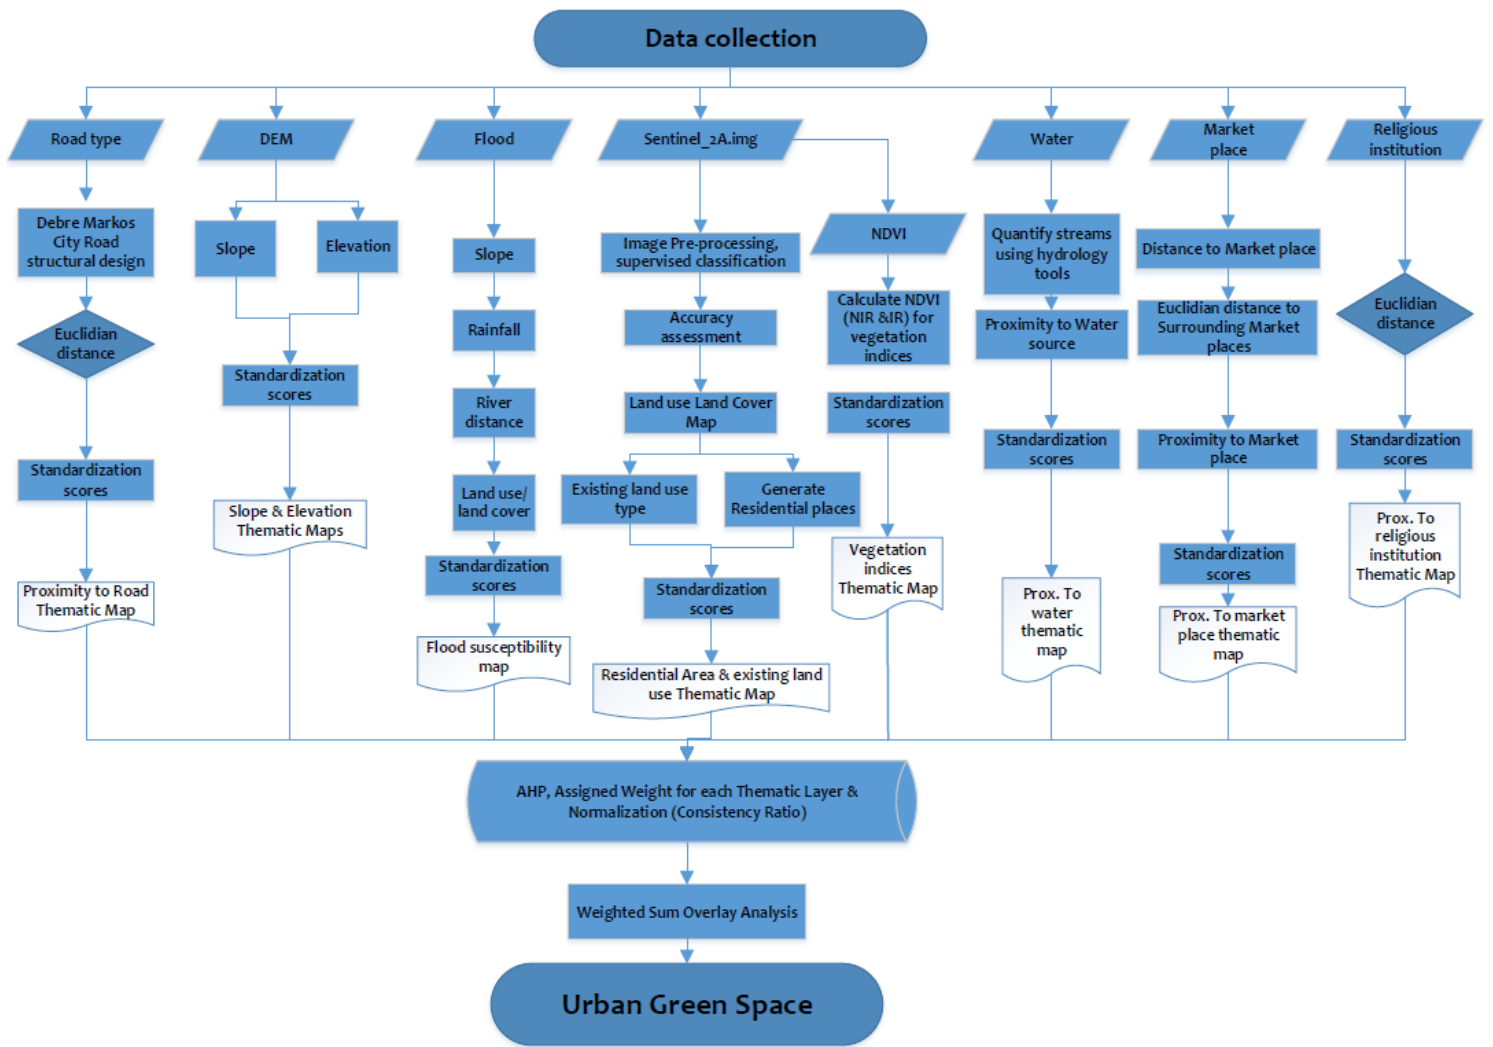 Data collection
Road type
Debre Markos
City Road
structural design
Euclidian
distance
Standardization
scores
Proximity to Road
Thematic Map
DEM
Slope
Elevation
Standardization
scores
Slope & Elevation
Thematic Maps
Flood
Slope
Rainfall
River
distance
Land use/
land cover
Standardization
scores
Flood susceptibility
map
Sentinel_2A.img
Image Pre-processing,
supervised classification
Accuracy
assessment
Land use Land Cover
Map
Existing land use
type
Generate
Residential places
Standardization
scores
Residential Area & existing land
use Thematic Map
NDVI
Calculate NDVI
(NIR &IR) for
vegetation
indices
Standardization
scores
Vegetation
indices
Thematic Map
Water
Quantify streams
using hydrology
tools
Proximity to Water
source
Standardization
scores
Prox. To
water
thematic
map
Market
place
Distance to Market place
Euclidian distance to
Surrounding Market
places
Proximity to Market
place
Standardization
scores
Prox. To market
place thematic
map
Religious
institution
Euclidian
distance
Standardization
scores
Prox. To
religious
institution
Thematic Map
AHP, Assigned Weight for each Thematic Layer &
Normalization (Consistency Ratio)
Weighted Sum Overlay Analysis
Urban Green Space